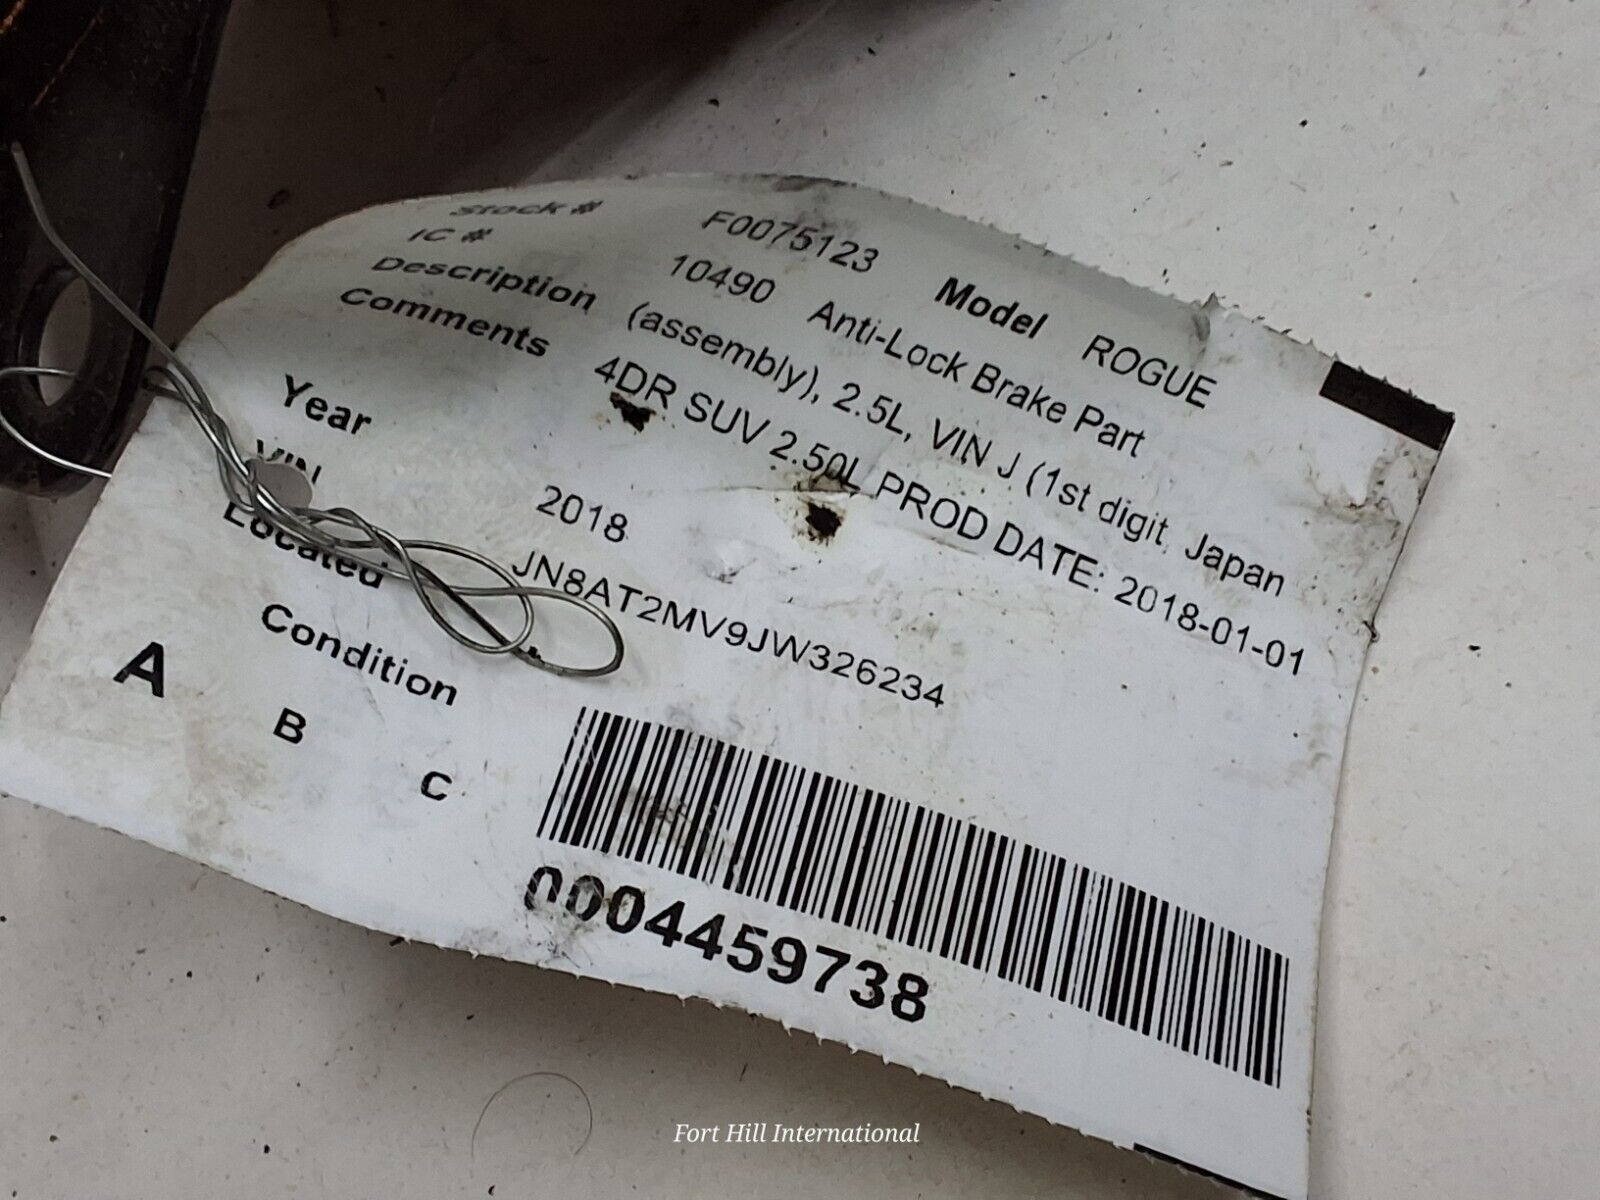 Stock # F0075123 Model ROGUE
IC # 10490 Anti-Lock Brake Part
Description (assembly), 2.5L, VIN J (1st digit, Japan
Comments 4DR SUV 2.50L PROD DATE: 2018-01-01
Year 2018
VIN JN8AT2MV9JW326234
Located
Condition
A B C
0004459738
Fort Hill International